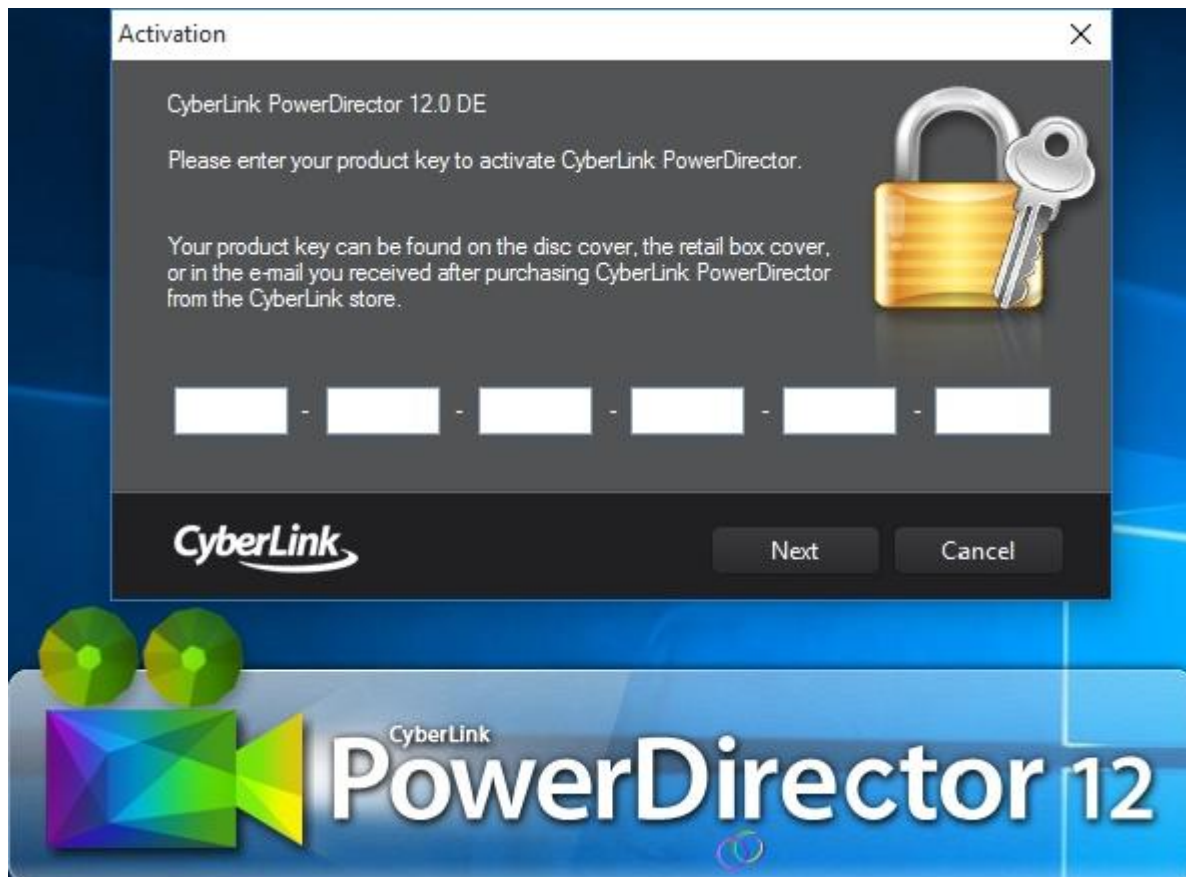 Activation
CyberLink PowerDirector 12.0 DE
Please enter your product key to activate CyberLink PowerDirector.
Your product key can be found on the disc cover, the retail box cover,
or in the e-mail you received after purchasing CyberLink PowerDirector
from the CyberLink store.
- - - - -
CyberLink
Next Cancel
CyberLink
PowerDirector 12